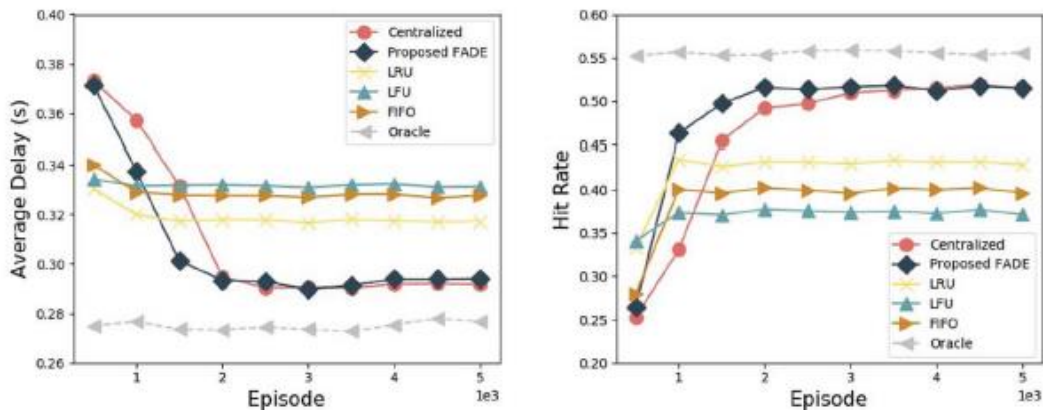 0.40
0.38
0.36
0.34
0.32
0.30
0.28
0.26
Average Delay (s)
Centralized
Proposed FADE
LRU
LFU
FIFO
Oracle
1
2
3
4
5
1e3
Episode
0.60
0.55
0.50
0.45
0.40
0.35
0.30
0.25
0.20
Hit Rate
Centralized
Proposed FADE
LRU
LFU
FIFO
Oracle
1
2
3
4
5
1e3
Episode